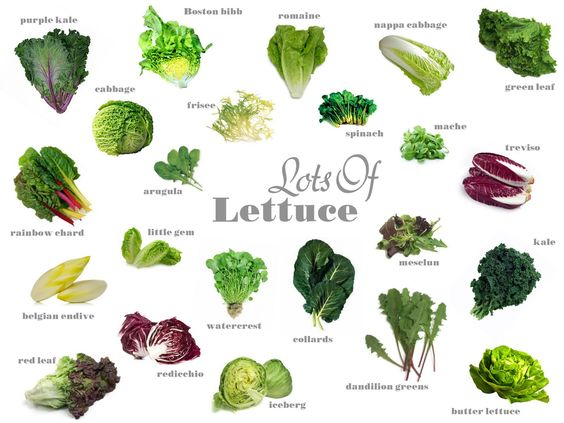 purple kale
Boston bibb
romaine
nappa cabbage
green leaf
cabbage
frisee
spinach
mache
treviso
arugula
Lots Of
Lettuce
rainbow chard
little gem
mesclun
kale
belgian endive
watercrest
collards
red leaf
redicchio
iceberg
dandilion greens
butter lettuce